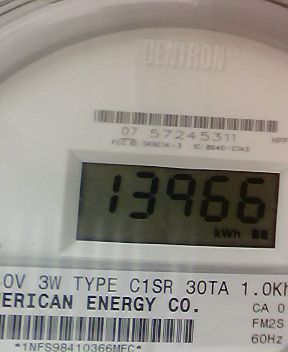 CENTRON®
07 57245311
13966
kWh
0V 3W TYPE C1SR 30TA 1.0Kh
ERICAN ENERGY CO.
CA 0
FM2S
60Hz
*1NFS98410366MFC*